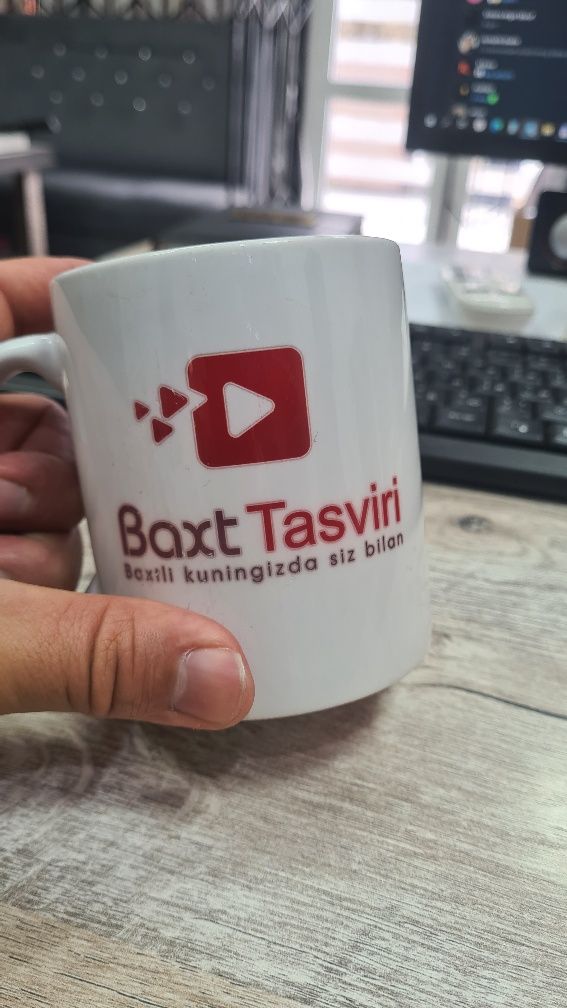 Baxt Tasviri
Baxtli kuningizda siz bilan